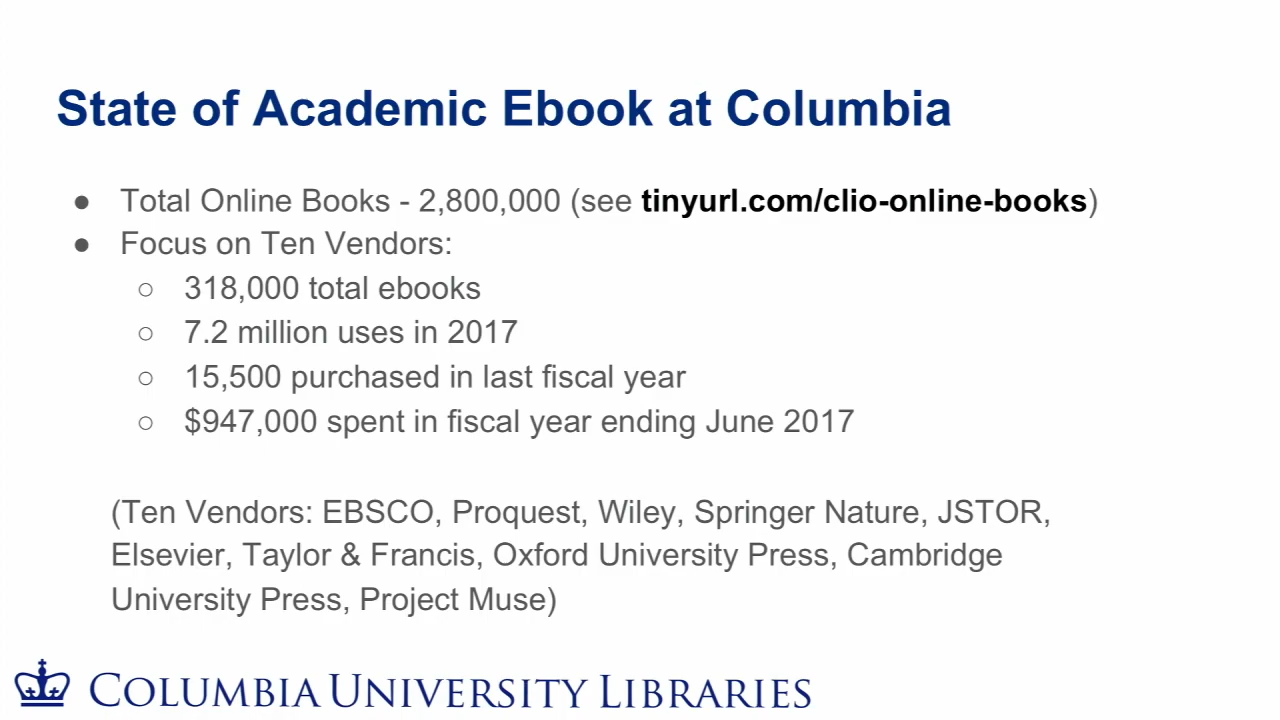 State of Academic Ebook at Columbia
● Total Online Books - 2,800,000 (see tinyurl.com/clio-online-books)
● Focus on Ten Vendors:
○ 318,000 total ebooks
○ 7.2 million uses in 2017
○ 15,500 purchased in last fiscal year
○ $947,000 spent in fiscal year ending June 2017
(Ten Vendors: EBSCO, Proquest, Wiley, Springer Nature, JSTOR,
Elsevier, Taylor & Francis, Oxford University Press, Cambridge
University Press, Project Muse)
COLUMBIA UNIVERSITY LIBRARIES